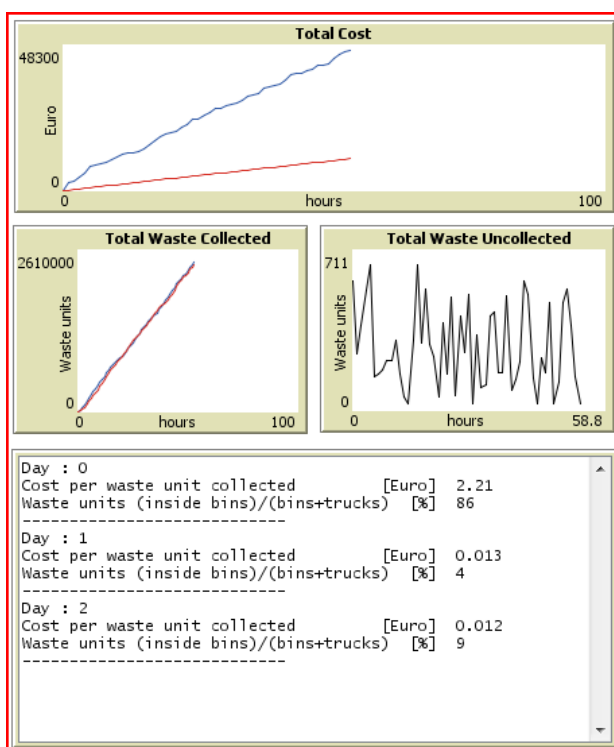 Total Cost
48300
Euro
0
0 hours 100
Total Waste Collected
2610000
Waste units
0
0 hours 100
Total Waste Uncollected
711
Waste units
0
0 hours 58.8
Day : 0
Cost per waste unit collected [Euro] 2.21
Waste units (inside bins)/(bins+trucks) [%] 86
----------------------------
Day : 1
Cost per waste unit collected [Euro] 0.013
Waste units (inside bins)/(bins+trucks) [%] 4
----------------------------
Day : 2
Cost per waste unit collected [Euro] 0.012
Waste units (inside bins)/(bins+trucks) [%] 9
----------------------------